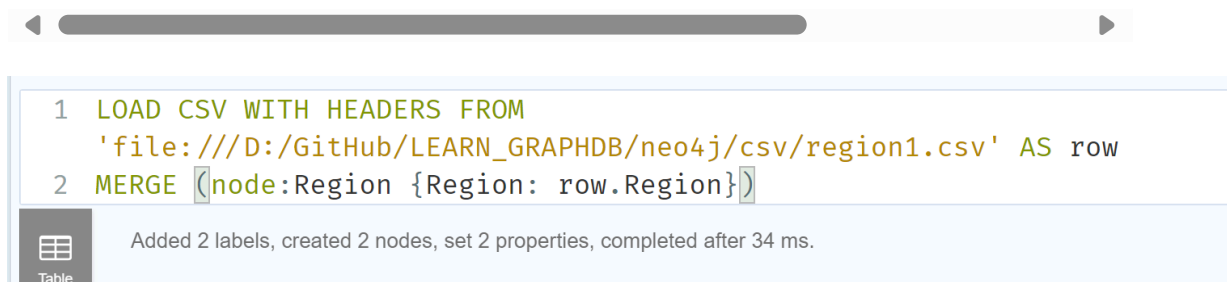 1 LOAD CSV WITH HEADERS FROM
'file:///D:/GitHub/LEARN_GRAPHDB/neo4j/csv/region1.csv' AS row
2 MERGE (node:Region {Region: row.Region})
Added 2 labels, created 2 nodes, set 2 properties, completed after 34 ms.
Table